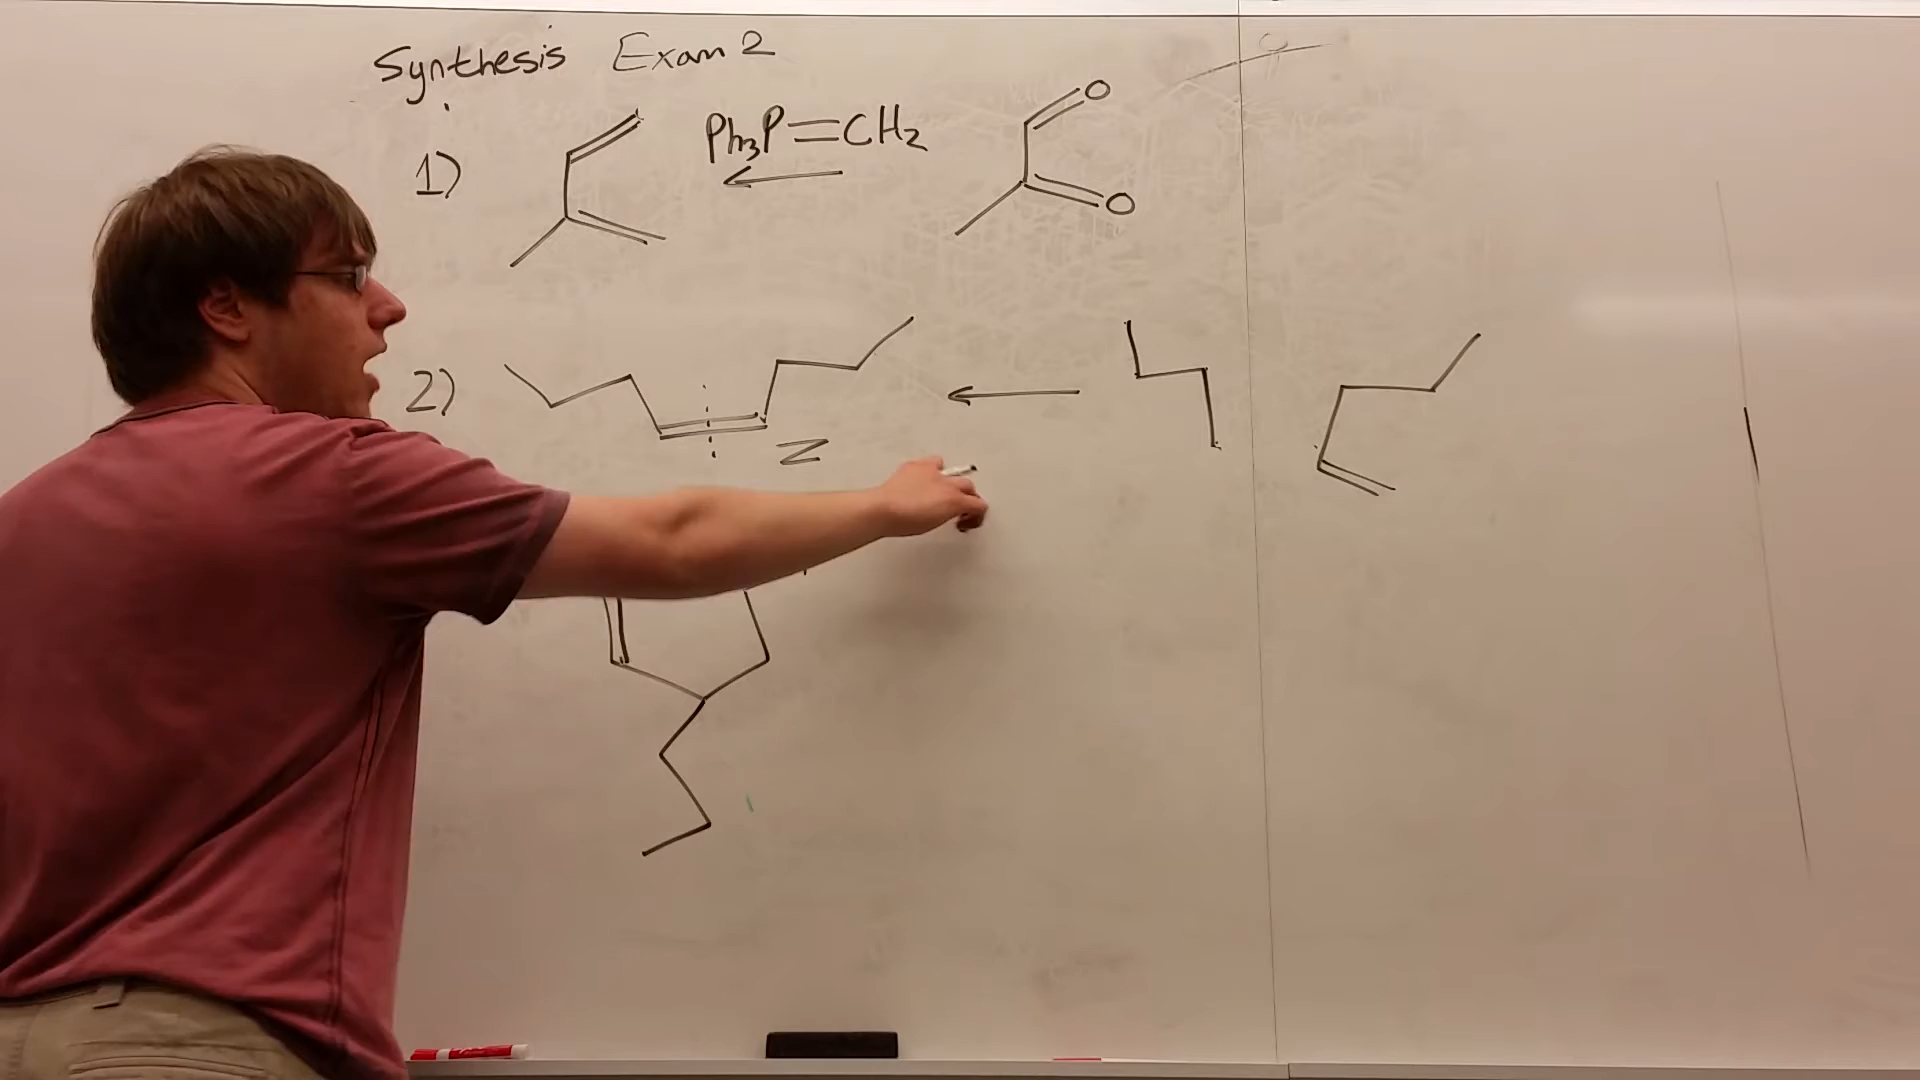 Synthesis Exam 2
1) Ph3P=CH2 O
O
2)
Z